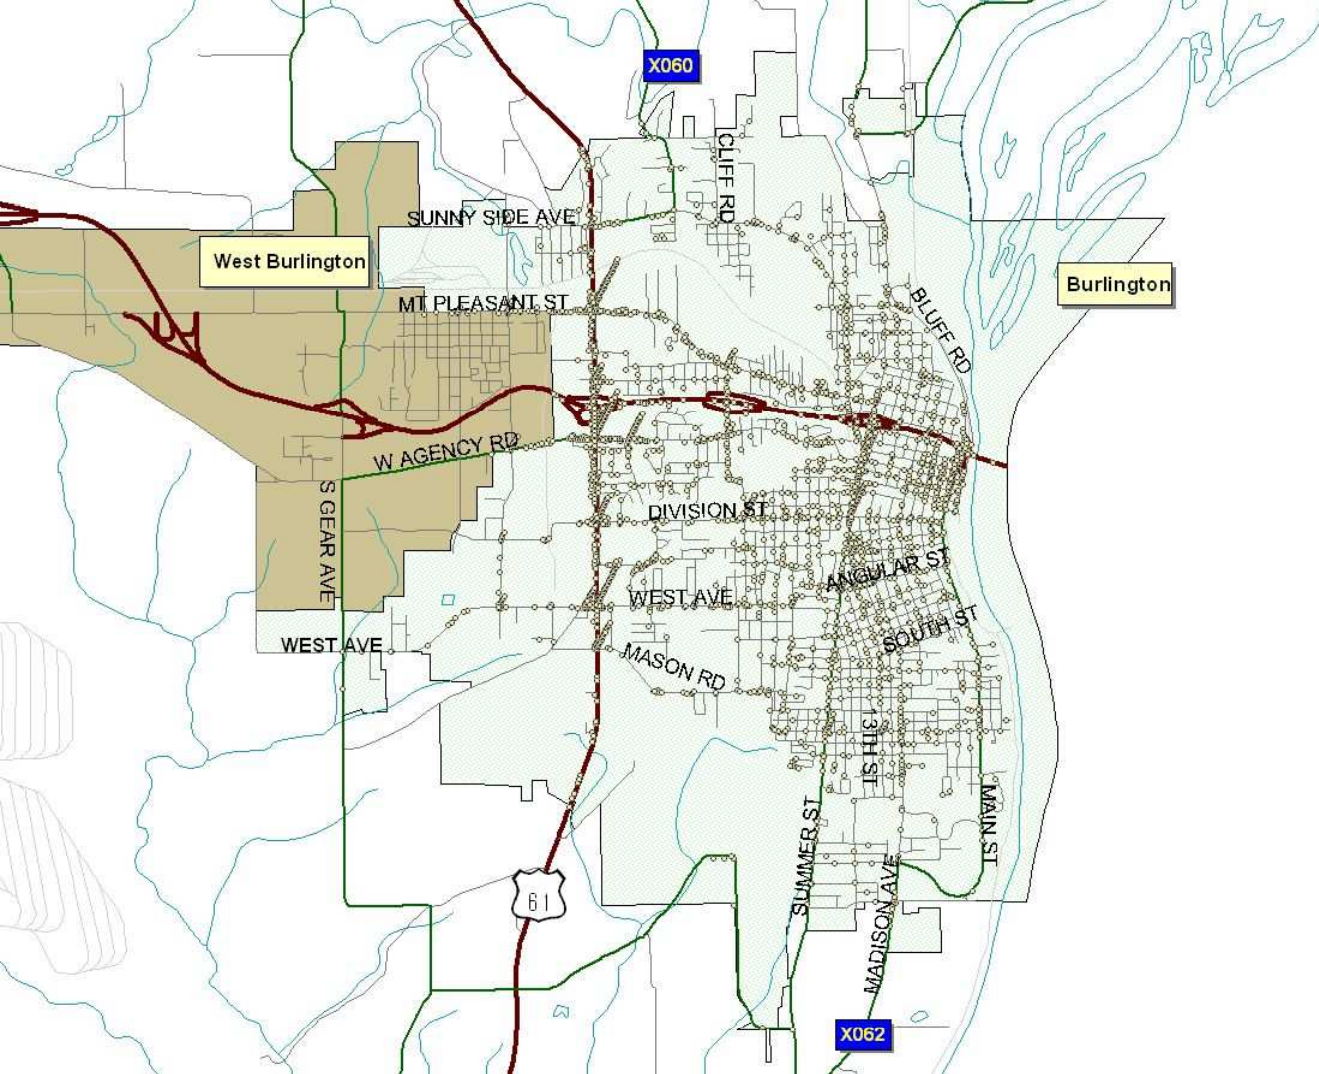 X060
CLIFF RD
SUNNY SIDE AVE
West Burlington
Burlington
MT PLEASANT ST
BLUFF RD
W AGENCY RD
S GEAR AVE
DIVISION ST
ANGULAR ST
WEST AVE
SOUTH ST
WEST AVE
MASON RD
13TH ST
MAIN ST
SUMMER ST
MADISON AVE
61
X062